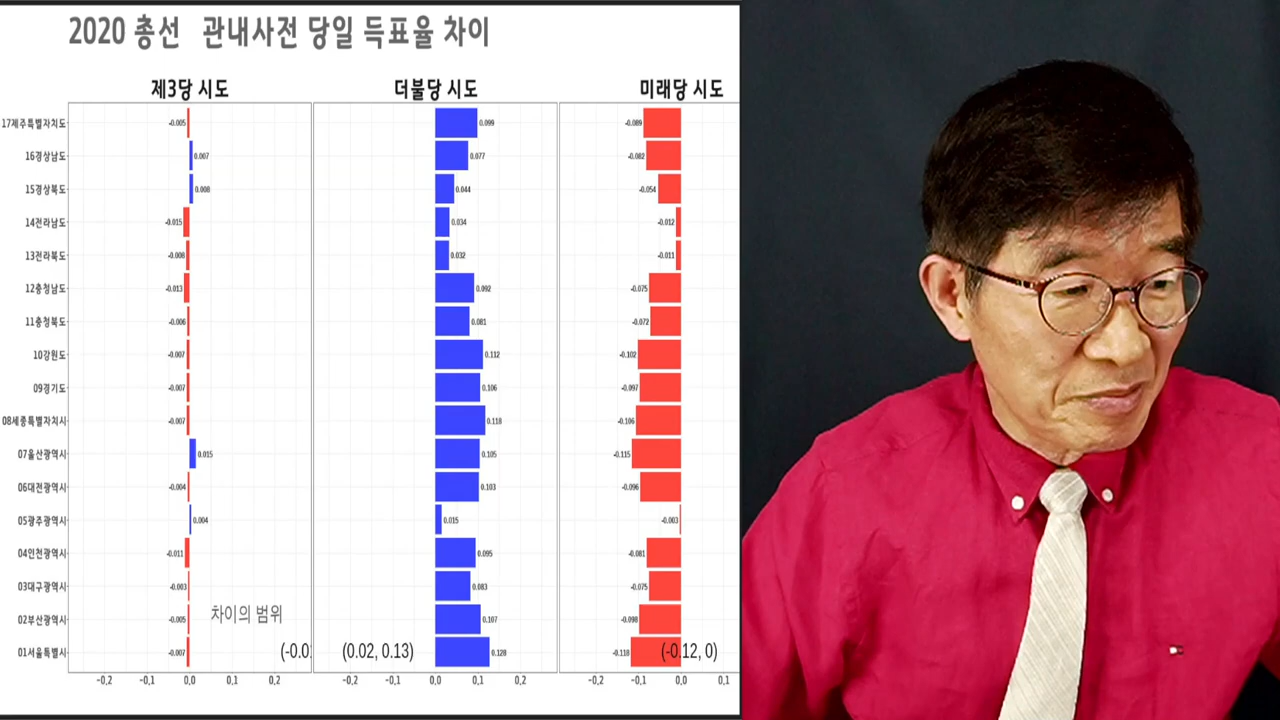 2020 총선 관내사전 당일 득표율 차이
제3당 시도 더불당 시도 미래당 시도
17제주특별자치도 -0.005 0.099 -0.089
16경상남도 0.007 0.077 -0.082
15경상북도 0.008 0.044 -0.054
14전라남도 -0.015 0.034 -0.012
13전라북도 -0.008 0.032 -0.011
12충청남도 -0.013 0.092 -0.075
11충청북도 -0.006 0.081 -0.072
10강원도 -0.007 0.112 -0.102
09경기도 -0.007 0.106 -0.097
08세종특별자치시 -0.007 0.118 -0.106
07울산광역시 0.015 0.105 -0.115
06대전광역시 -0.004 0.103 -0.096
05광주광역시 0.004 0.015 -0.003
04인천광역시 -0.011 0.095 -0.081
03대구광역시 -0.003 0.083 -0.075
02부산광역시 -0.005 0.107 -0.098
차이의 범위
01서울특별시 -0.007 (-0.0 (0.02, 0.13) 0.128 -0.118 (-0.12, 0)
-0,2 -0,1 0,0 0,1 0,2 -0,2 -0,1 0,0 0,1 0,2 -0,2 -0,1 0,0 0,1